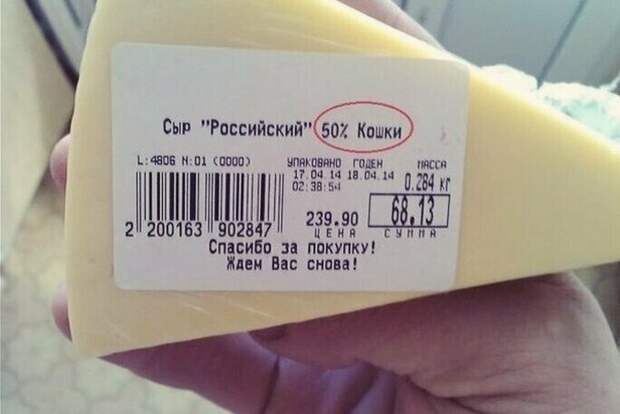 Сыр "Российский" 50% Кошки
L:4806 N:01 (0000) УПАКОВАНО ГОДЕН МАССА
17.04.14 18.04.14 0.284 кг
02:38:54
239.90 68.13
ЦЕНА СУММА
2 200163 902847
Спасибо за покупку!
Ждем Вас снова!